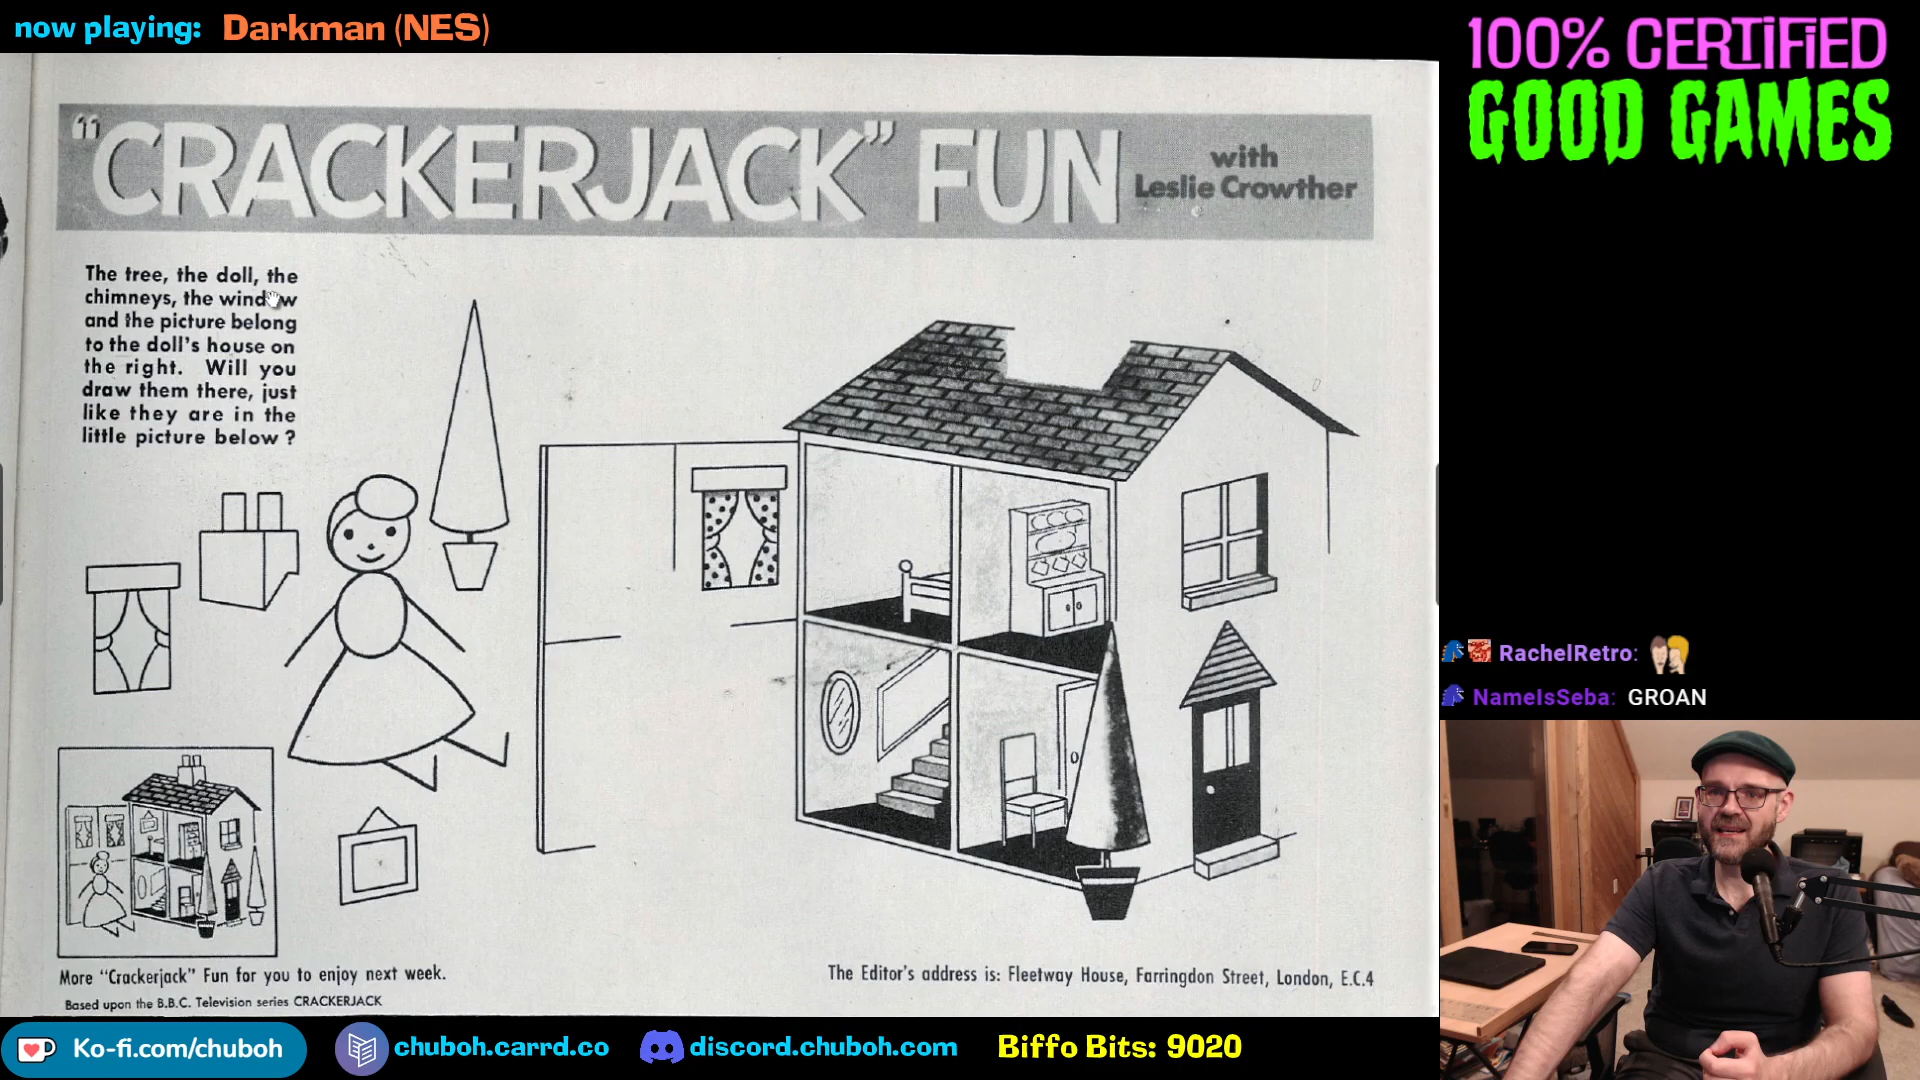 now playing: Darkman (NES)
100% CERTiFiED
GOOD GAMES
"CRACKERJACK" FUN
with
Leslie Crowther
The tree, the doll, the
chimneys, the window
and the picture belong
to the doll's house on
the right. Will you
draw them there, just
like they are in the
little picture below ?
RachelRetro:
NameIsSeba: GROAN
More "Crackerjack" Fun for you to enjoy next week.
Based upon the B.B.C. Television series CRACKERJACK
The Editor's address is: Fleetway House, Farringdon Street, London, E.C.4
Ko-fi.com/chuboh
chuboh.carrd.co
discord.chuboh.com
Biffo Bits: 9020